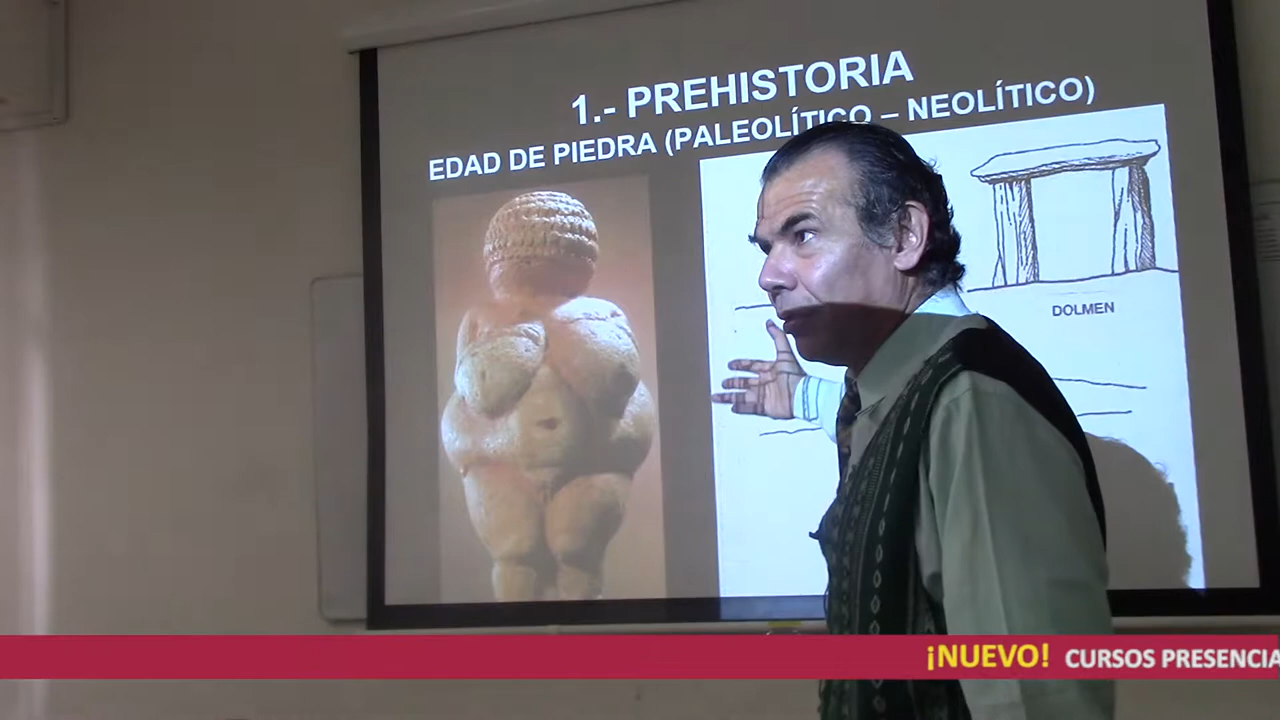 1.- PREHISTORIA
EDAD DE PIEDRA (PALEOLÍTICO – NEOLÍTICO)
DOLMEN
¡NUEVO! CURSOS PRESENCIA